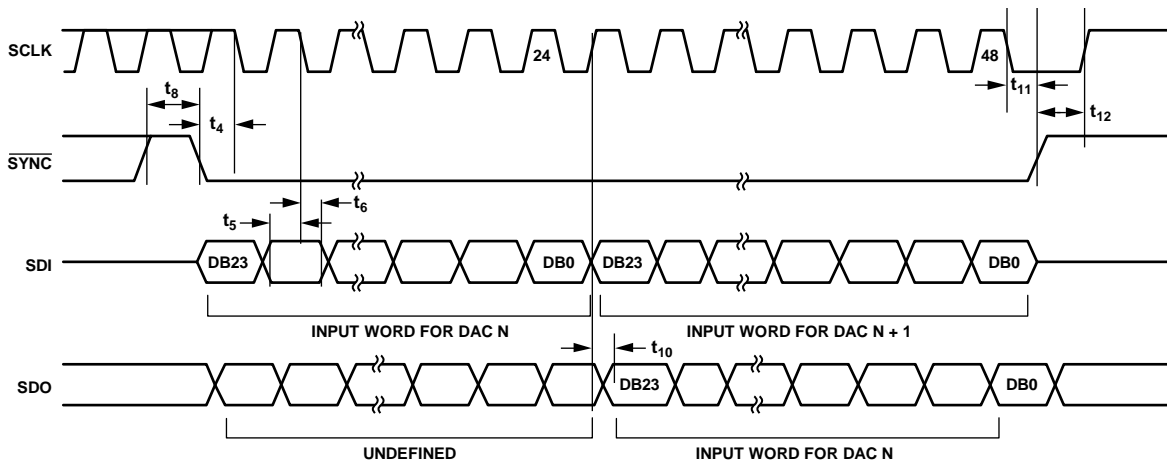 SCLK
24
48
t8
t4
t11
t12
SYNC
t5
t6
SDI
DB23
DB0
DB23
DB0
INPUT WORD FOR DAC N
INPUT WORD FOR DAC N + 1
t10
SDO
DB23
DB0
UNDEFINED
INPUT WORD FOR DAC N